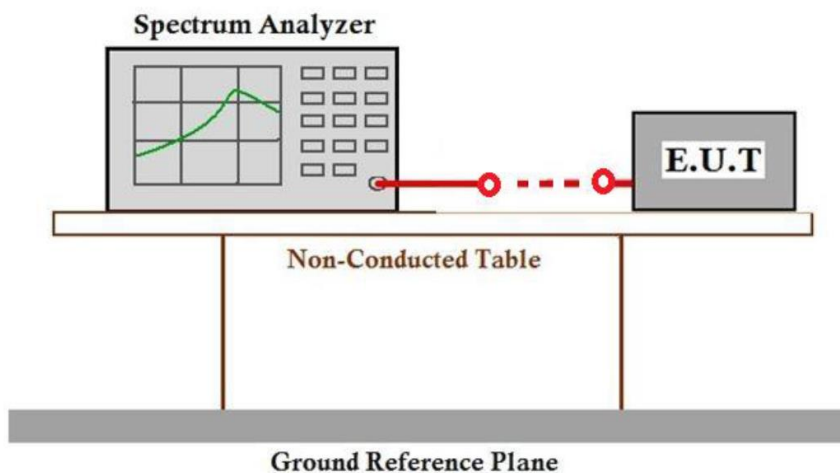 Spectrum Analyzer
E.U.T
Non-Conducted Table
Ground Reference Plane